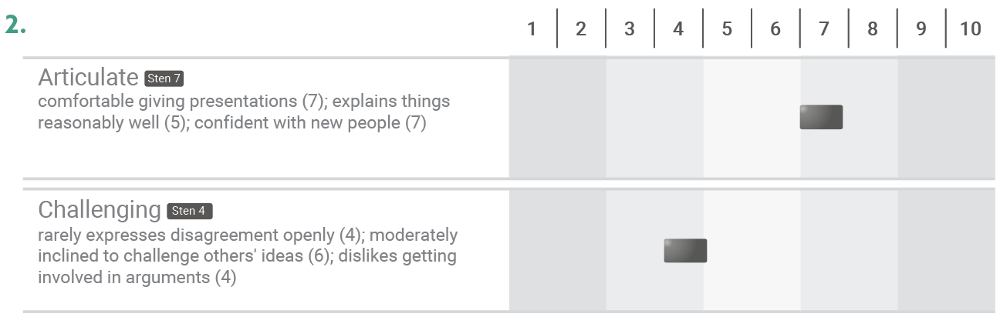 2.
1 2 3 4 5 6 7 8 9 10
Articulate Sten 7
comfortable giving presentations (7); explains things
reasonably well (5); confident with new people (7)
Challenging Sten 4
rarely expresses disagreement openly (4); moderately
inclined to challenge others' ideas (6); dislikes getting
involved in arguments (4)